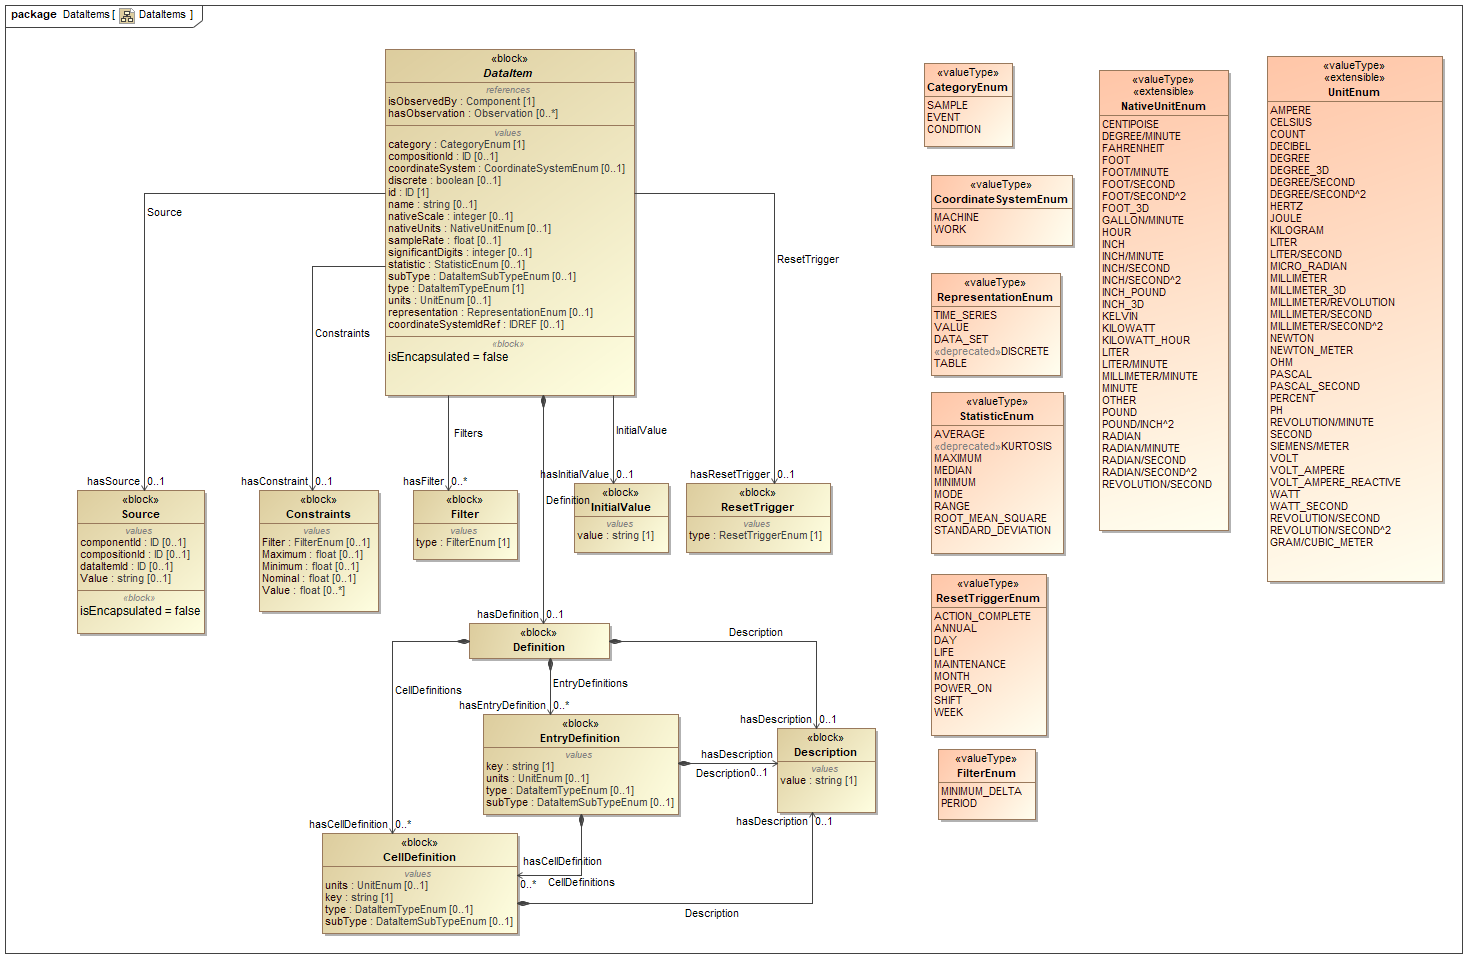 package DataItems [ DataItems ]
«block»
DataItem
references
isObservedBy : Component [1]
hasObservation : Observation [0..*]
values
category : CategoryEnum [1]
compositionId : ID [0..1]
coordinateSystem : CoordinateSystemEnum [0..1]
discrete : boolean [0..1]
id : ID [1]
name : string [0..1]
nativeScale : integer [0..1]
nativeUnits : NativeUnitEnum [0..1]
sampleRate : float [0..1]
significantDigits : integer [0..1]
statistic : StatisticEnum [0..1]
subType : DataItemSubTypeEnum [0..1]
type : DataItemTypeEnum [1]
units : UnitEnum [0..1]
representation : RepresentationEnum [0..1]
coordinateSystemIdRef : IDREF [0..1]
«block»
isEncapsulated = false
Source
Constraints
Filters
InitialValue
ResetTrigger
Definition
hasSource 0..1
«block»
Source
values
componentId : ID [0..1]
compositionId : ID [0..1]
dataItemId : ID [0..1]
Value : string [0..1]
«block»
isEncapsulated = false
hasConstraint 0..1
«block»
Constraints
values
Filter : FilterEnum [0..1]
Maximum : float [0..1]
Minimum : float [0..1]
Nominal : float [0..1]
Value : float [0..*]
hasFilter 0..*
«block»
Filter
values
type : FilterEnum [1]
hasInitialValue 0..1
«block»
InitialValue
values
value : string [1]
hasResetTrigger 0..1
«block»
ResetTrigger
values
type : ResetTriggerEnum [1]
hasDefinition 0..1
«block»
Definition
Description
CellDefinitions
EntryDefinitions
hasEntryDefinition 0..*
«block»
EntryDefinition
values
key : string [1]
units : UnitEnum [0..1]
type : DataItemTypeEnum [0..1]
subType : DataItemSubTypeEnum [0..1]
hasDescription 0..1
«block»
Description
values
value : string [1]
hasDescription
Description 0..1
hasDescription 0..1
hasCellDefinition 0..*
«block»
CellDefinition
values
units : UnitEnum [0..1]
key : string [1]
type : DataItemTypeEnum [0..1]
subType : DataItemSubTypeEnum [0..1]
hasCellDefinition
0..* CellDefinitions
Description
«valueType»
CategoryEnum
SAMPLE
EVENT
CONDITION
«valueType»
CoordinateSystemEnum
MACHINE
WORK
«valueType»
RepresentationEnum
TIME_SERIES
VALUE
DATA_SET
«deprecated»DISCRETE
TABLE
«valueType»
StatisticEnum
AVERAGE
«deprecated»KURTOSIS
MAXIMUM
MEDIAN
MINIMUM
MODE
RANGE
ROOT_MEAN_SQUARE
STANDARD_DEVIATION
«valueType»
ResetTriggerEnum
ACTION_COMPLETE
ANNUAL
DAY
LIFE
MAINTENANCE
MONTH
POWER_ON
SHIFT
WEEK
«valueType»
FilterEnum
MINIMUM_DELTA
PERIOD
«valueType»
«extensible»
NativeUnitEnum
CENTIPOISE
DEGREE/MINUTE
FAHRENHEIT
FOOT
FOOT/MINUTE
FOOT/SECOND
FOOT/SECOND^2
FOOT_3D
GALLON/MINUTE
HOUR
INCH
INCH/MINUTE
INCH/SECOND
INCH/SECOND^2
INCH_POUND
INCH_3D
KELVIN
KILOWATT
KILOWATT_HOUR
LITER
LITER/MINUTE
MILLIMETER/MINUTE
MINUTE
OTHER
POUND
POUND/INCH^2
RADIAN
RADIAN/MINUTE
RADIAN/SECOND
RADIAN/SECOND^2
REVOLUTION/SECOND
«valueType»
«extensible»
UnitEnum
AMPERE
CELSIUS
COUNT
DECIBEL
DEGREE
DEGREE_3D
DEGREE/SECOND
DEGREE/SECOND^2
HERTZ
JOULE
KILOGRAM
LITER
LITER/SECOND
MICRO_RADIAN
MILLIMETER
MILLIMETER_3D
MILLIMETER/REVOLUTION
MILLIMETER/SECOND
MILLIMETER/SECOND^2
NEWTON
NEWTON_METER
OHM
PASCAL
PASCAL_SECOND
PERCENT
PH
REVOLUTION/MINUTE
SECOND
SIEMENS/METER
VOLT
VOLT_AMPERE
VOLT_AMPERE_REACTIVE
WATT
WATT_SECOND
REVOLUTION/SECOND
REVOLUTION/SECOND^2
GRAM/CUBIC_METER